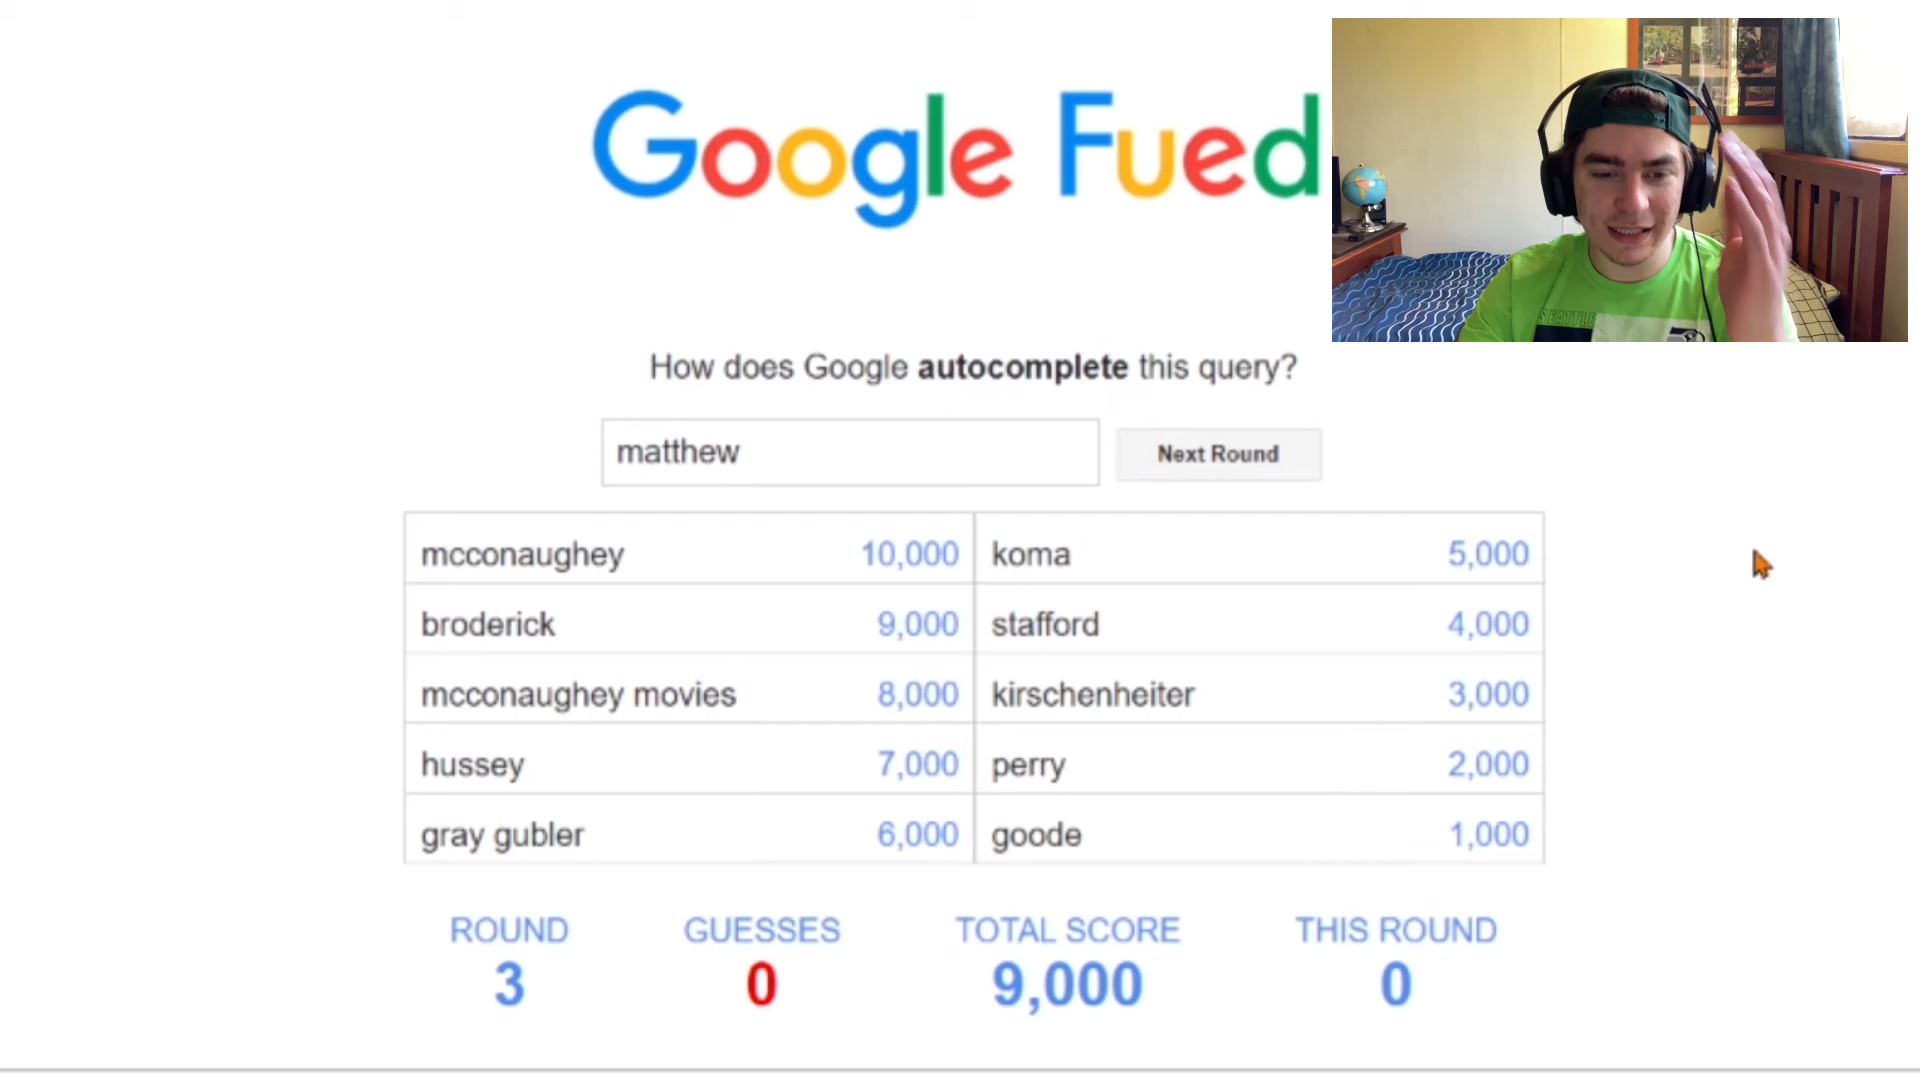 Google Fued
How does Google autocomplete this query?
matthew
Next Round
mcconaughey 10,000 koma 5,000
broderick 9,000 stafford 4,000
mcconaughey movies 8,000 kirschenheiter 3,000
hussey 7,000 perry 2,000
gray gubler 6,000 goode 1,000
ROUND GUESSES TOTAL SCORE THIS ROUND
3 0 9,000 0
SEATTLE